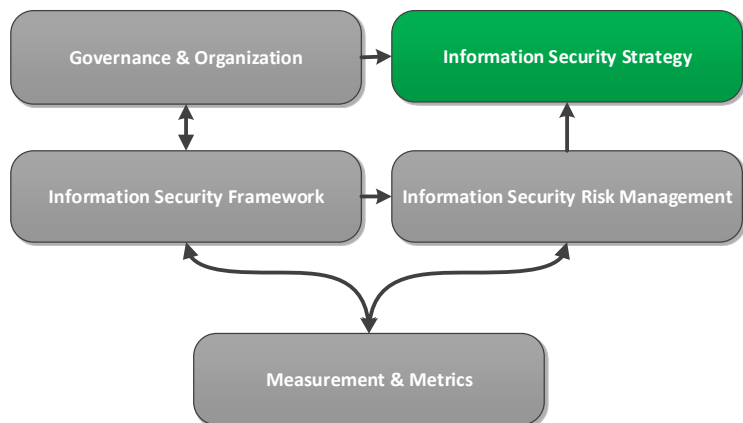 Governance & Organization
Information Security Strategy
Information Security Framework
Information Security Risk Management
Measurement & Metrics